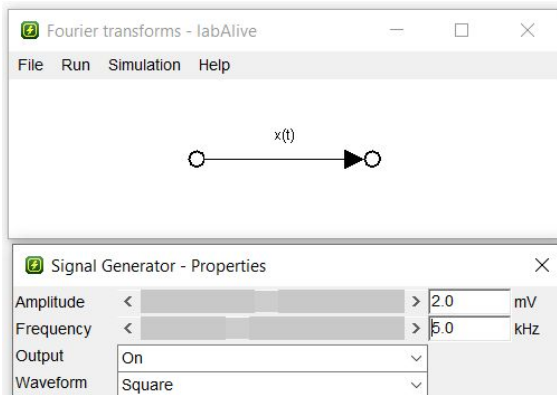 Fourier transforms - labAlive
File Run Simulation Help
x(t)
Signal Generator - Properties
Amplitude 2.0 mV
Frequency 5.0 kHz
Output On
Waveform Square